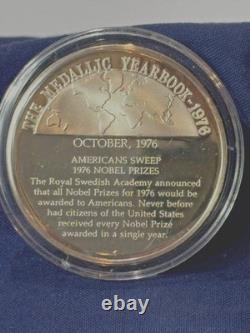 THE MEDALLIC YEARBOOK-1976
OCTOBER, 1976
AMERICANS SWEEP
1976 NOBEL PRIZES
The Royal Swedish Academy announced
that all Nobel Prizes for 1976 would be
awarded to Americans. Never before
had citizens of the United States
received every Nobel Prize
awarded in a single year.
© 132tom